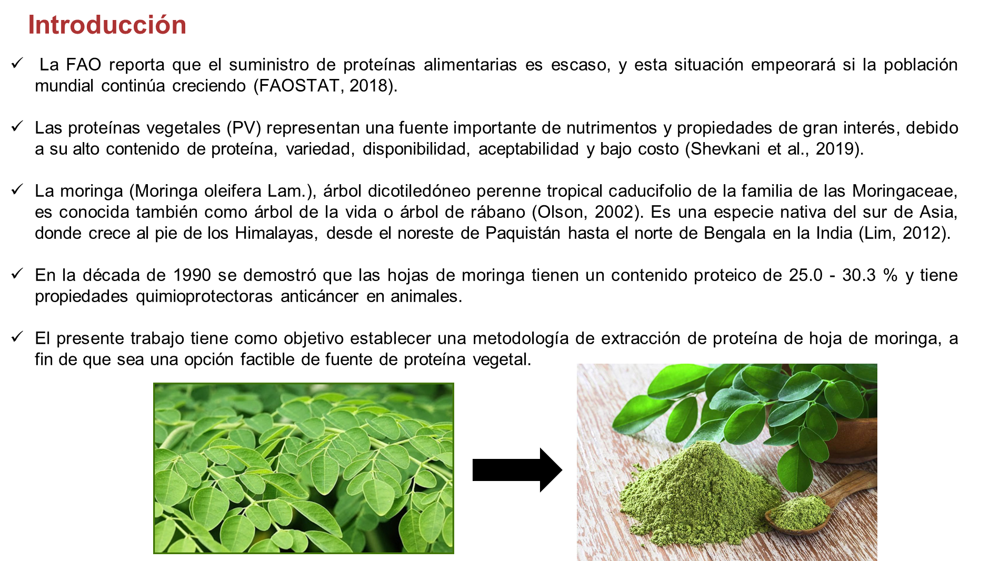 Introducción
✓ La FAO reporta que el suministro de proteínas alimentarias es escaso, y esta situación empeorará si la población
mundial continúa creciendo (FAOSTAT, 2018).
✓ Las proteínas vegetales (PV) representan una fuente importante de nutrimentos y propiedades de gran interés, debido
a su alto contenido de proteína, variedad, disponibilidad, aceptabilidad y bajo costo (Shevkani et al., 2019).
✓ La moringa (Moringa oleifera Lam.), árbol dicotiledóneo perenne tropical caducifolio de la familia de las Moringaceae,
es conocida también como árbol de la vida o árbol de rábano (Olson, 2002). Es una especie nativa del sur de Asia,
donde crece al pie de los Himalayas, desde el noreste de Paquistán hasta el norte de Bengala en la India (Lim, 2012).
✓ En la década de 1990 se demostró que las hojas de moringa tienen un contenido proteico de 25.0 - 30.3 % y tiene
propiedades quimioprotectoras anticáncer en animales.
✓ El presente trabajo tiene como objetivo establecer una metodología de extracción de proteína de hoja de moringa, a
fin de que sea una opción factible de fuente de proteína vegetal.